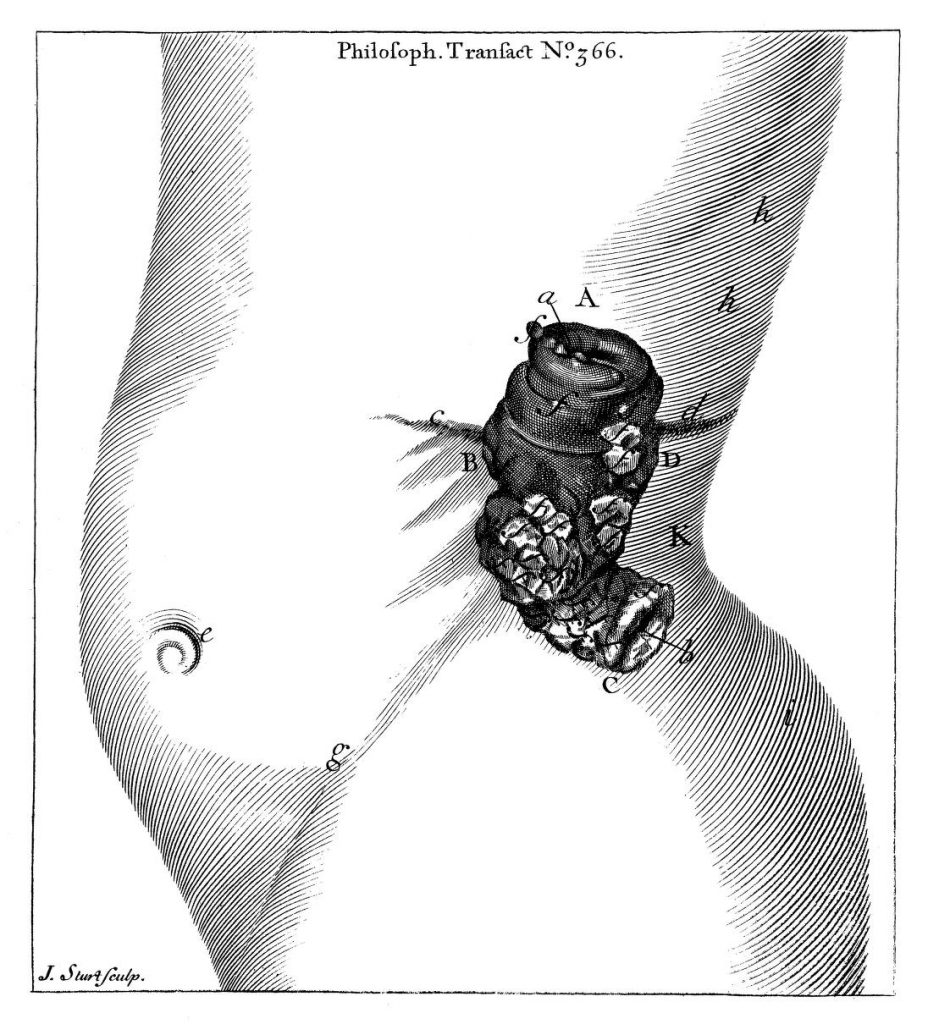 Philoſoph. Tranſact Nº. 366.
h
h
a A
f
f
c
d
B
D
K
e
b
C
i
g
J. Sturt ſculp.